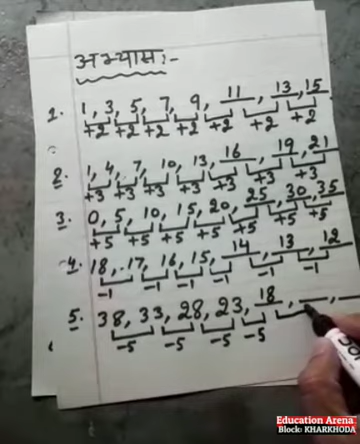 अभ्यास:-
1. 1, 3, 5, 7, 9, 11, 13, 15
+2 +2 +2 +2 +2 +2 +2
2. 1, 4, 7, 10, 13, 16, 19, 21
+3 +3 +3 +3 +3 +3 +3
3. 0, 5, 10, 15, 20, 25, 30, 35
+5 +5 +5 +5 +5 +5 +5
4. 18, 17, 16, 15, 14, 13, 12
-1 -1 -1 -1 -1 -1
5. 38, 33, 28, 23, 18, __, __, __
-5 -5 -5 -5
Education Arena
Block: KHARKHODA